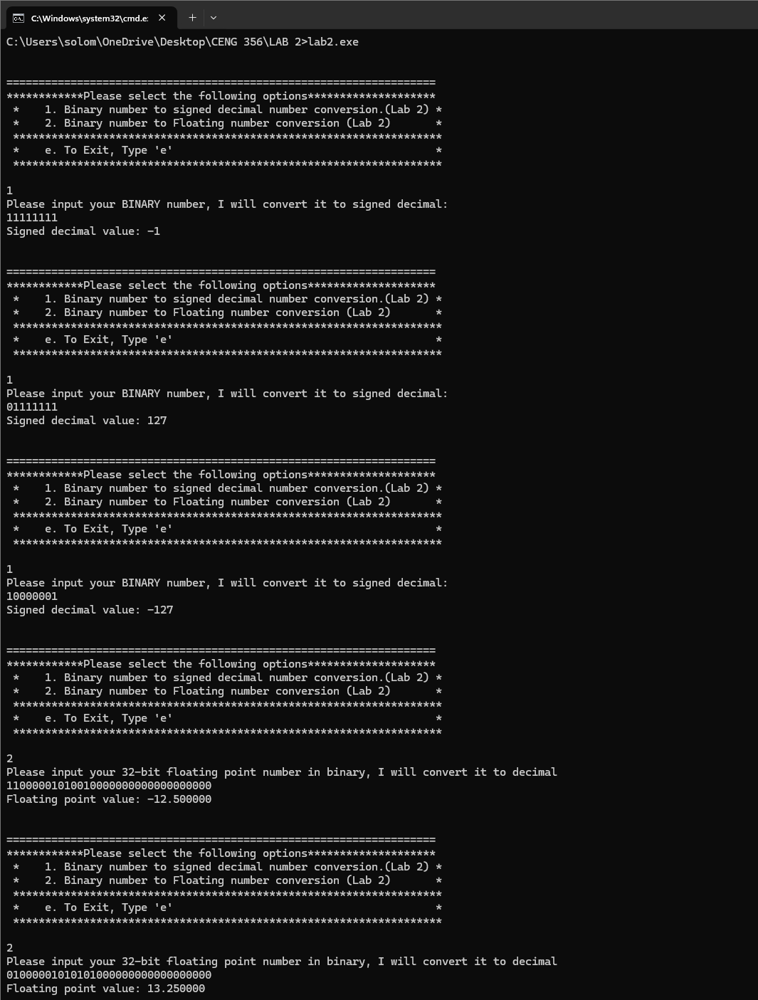 C:\Windows\system32\cmd.e:
C:\Users\solom\OneDrive\Desktop\CENG 356\LAB 2>lab2.exe
===================================================================
************Please select the following options********************
 *    1. Binary number to signed decimal number conversion.(Lab 2) *
 *    2. Binary number to Floating number conversion (Lab 2)       *
 *******************************************************************
 *    e. To Exit, Type 'e'                                         *
 *******************************************************************
1
Please input your BINARY number, I will convert it to signed decimal:
11111111
Signed decimal value: -1
===================================================================
************Please select the following options********************
 *    1. Binary number to signed decimal number conversion.(Lab 2) *
 *    2. Binary number to Floating number conversion (Lab 2)       *
 *******************************************************************
 *    e. To Exit, Type 'e'                                         *
 *******************************************************************
1
Please input your BINARY number, I will convert it to signed decimal:
01111111
Signed decimal value: 127
===================================================================
************Please select the following options********************
 *    1. Binary number to signed decimal number conversion.(Lab 2) *
 *    2. Binary number to Floating number conversion (Lab 2)       *
 *******************************************************************
 *    e. To Exit, Type 'e'                                         *
 *******************************************************************
1
Please input your BINARY number, I will convert it to signed decimal:
10000001
Signed decimal value: -127
===================================================================
************Please select the following options********************
 *    1. Binary number to signed decimal number conversion.(Lab 2) *
 *    2. Binary number to Floating number conversion (Lab 2)       *
 *******************************************************************
 *    e. To Exit, Type 'e'                                         *
 *******************************************************************
2
Please input your 32-bit floating point number in binary, I will convert it to decimal
11000001010010000000000000000000
Floating point value: -12.500000
===================================================================
************Please select the following options********************
 *    1. Binary number to signed decimal number conversion.(Lab 2) *
 *    2. Binary number to Floating number conversion (Lab 2)       *
 *******************************************************************
 *    e. To Exit, Type 'e'                                         *
 *******************************************************************
2
Please input your 32-bit floating point number in binary, I will convert it to decimal
01000001010101000000000000000000
Floating point value: 13.250000